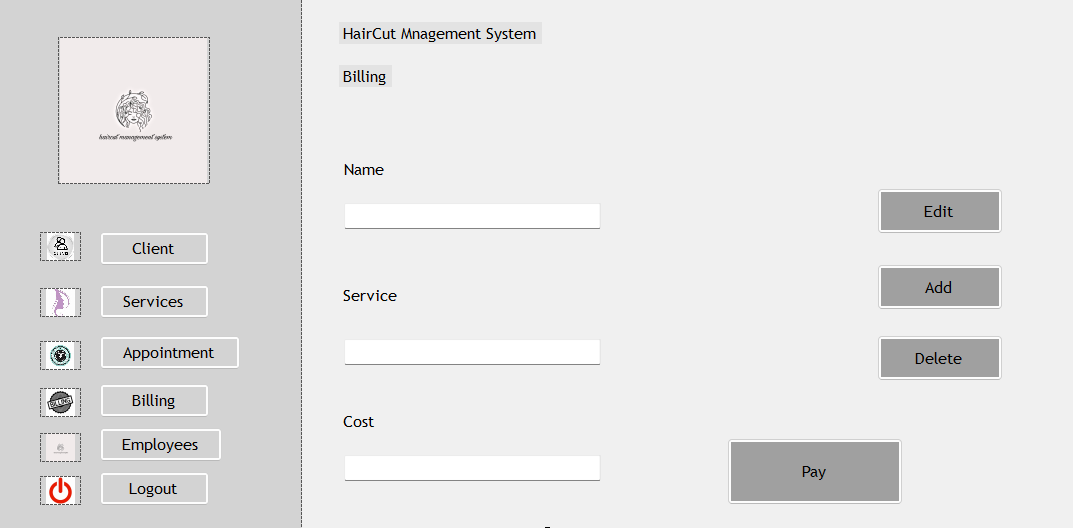 haircut management system
Client
Services
Appointment
BILLING
Billing
Employees
Logout
HairCut Mnagement System
Billing
Name
Service
Cost
Edit
Add
Delete
Pay